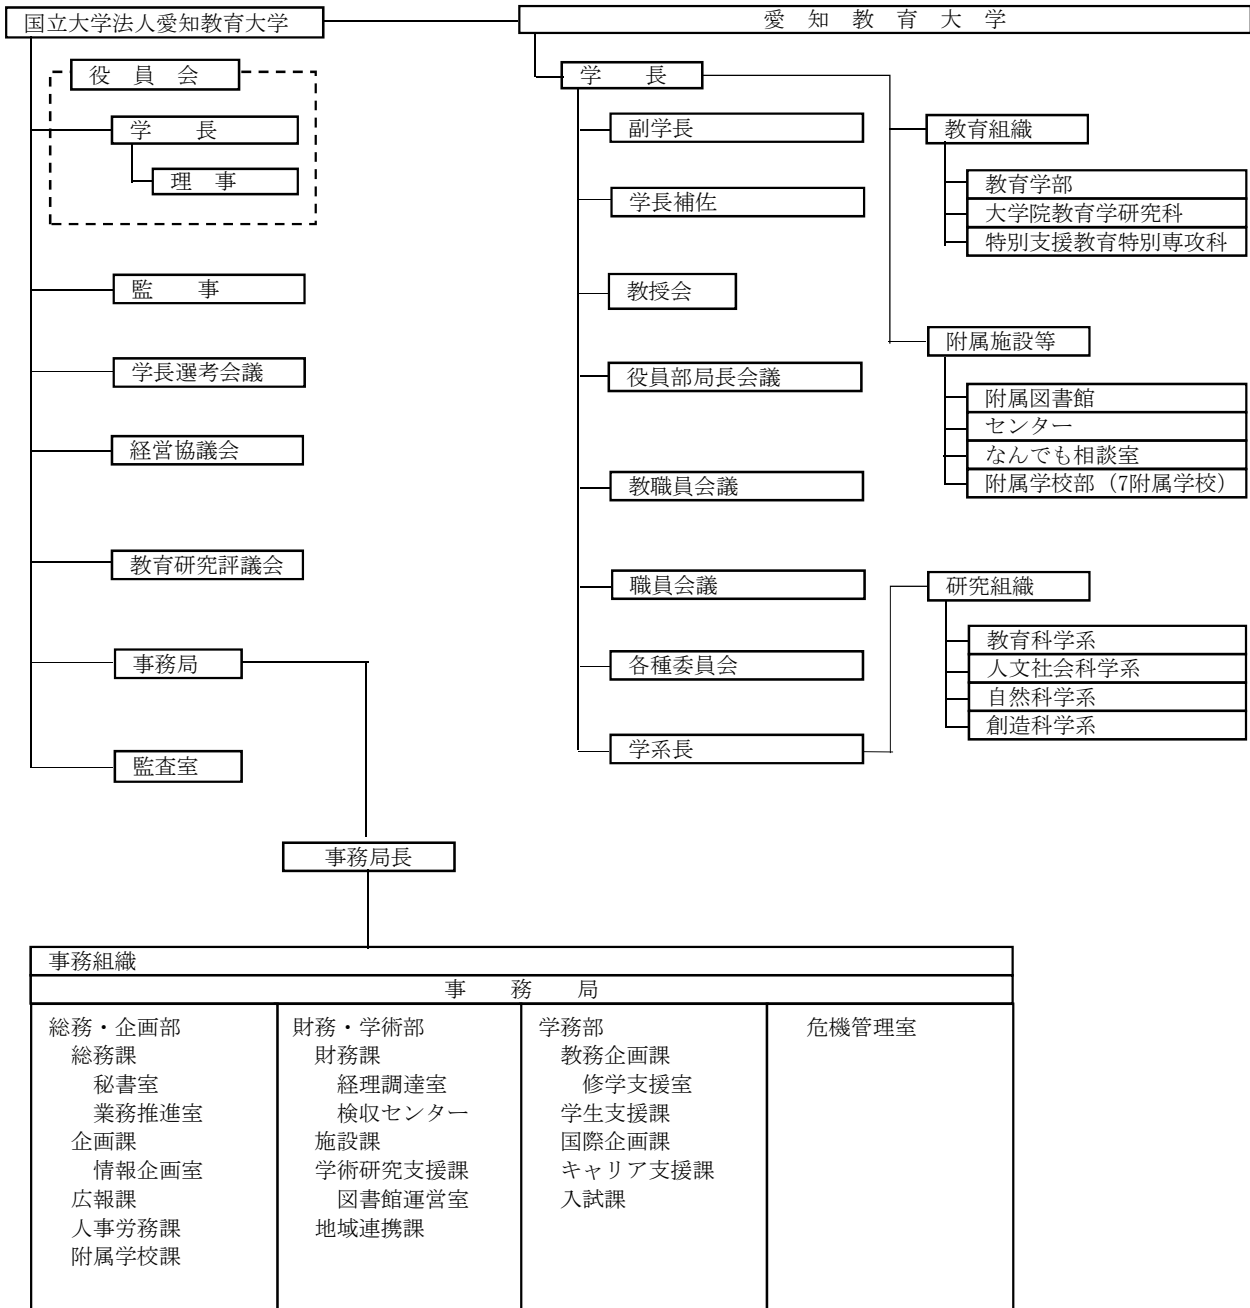 国立大学法人愛知教育大学
愛　知　教　育　大　学
役　員　会
学　　長
理　事
監　　事
学長選考会議
経営協議会
教育研究評議会
事務局
監査室
学　　長
副学長
学長補佐
教授会
役員部局長会議
教職員会議
職員会議
各種委員会
学系長
教育組織
教育学部
大学院教育学研究科
特別支援教育特別専攻科
附属施設等
附属図書館
センター
なんでも相談室
附属学校部（7附属学校）
研究組織
教育科学系
人文社会科学系
自然科学系
創造科学系
事務局長
事務組織
事　務　局
総務・企画部
総務課
秘書室
業務推進室
企画課
情報企画室
広報課
人事労務課
附属学校課
財務・学術部
財務課
経理調達室
検収センター
施設課
学術研究支援課
図書館運営室
地域連携課
学務部
教務企画課
修学支援室
学生支援課
国際企画課
キャリア支援課
入試課
危機管理室